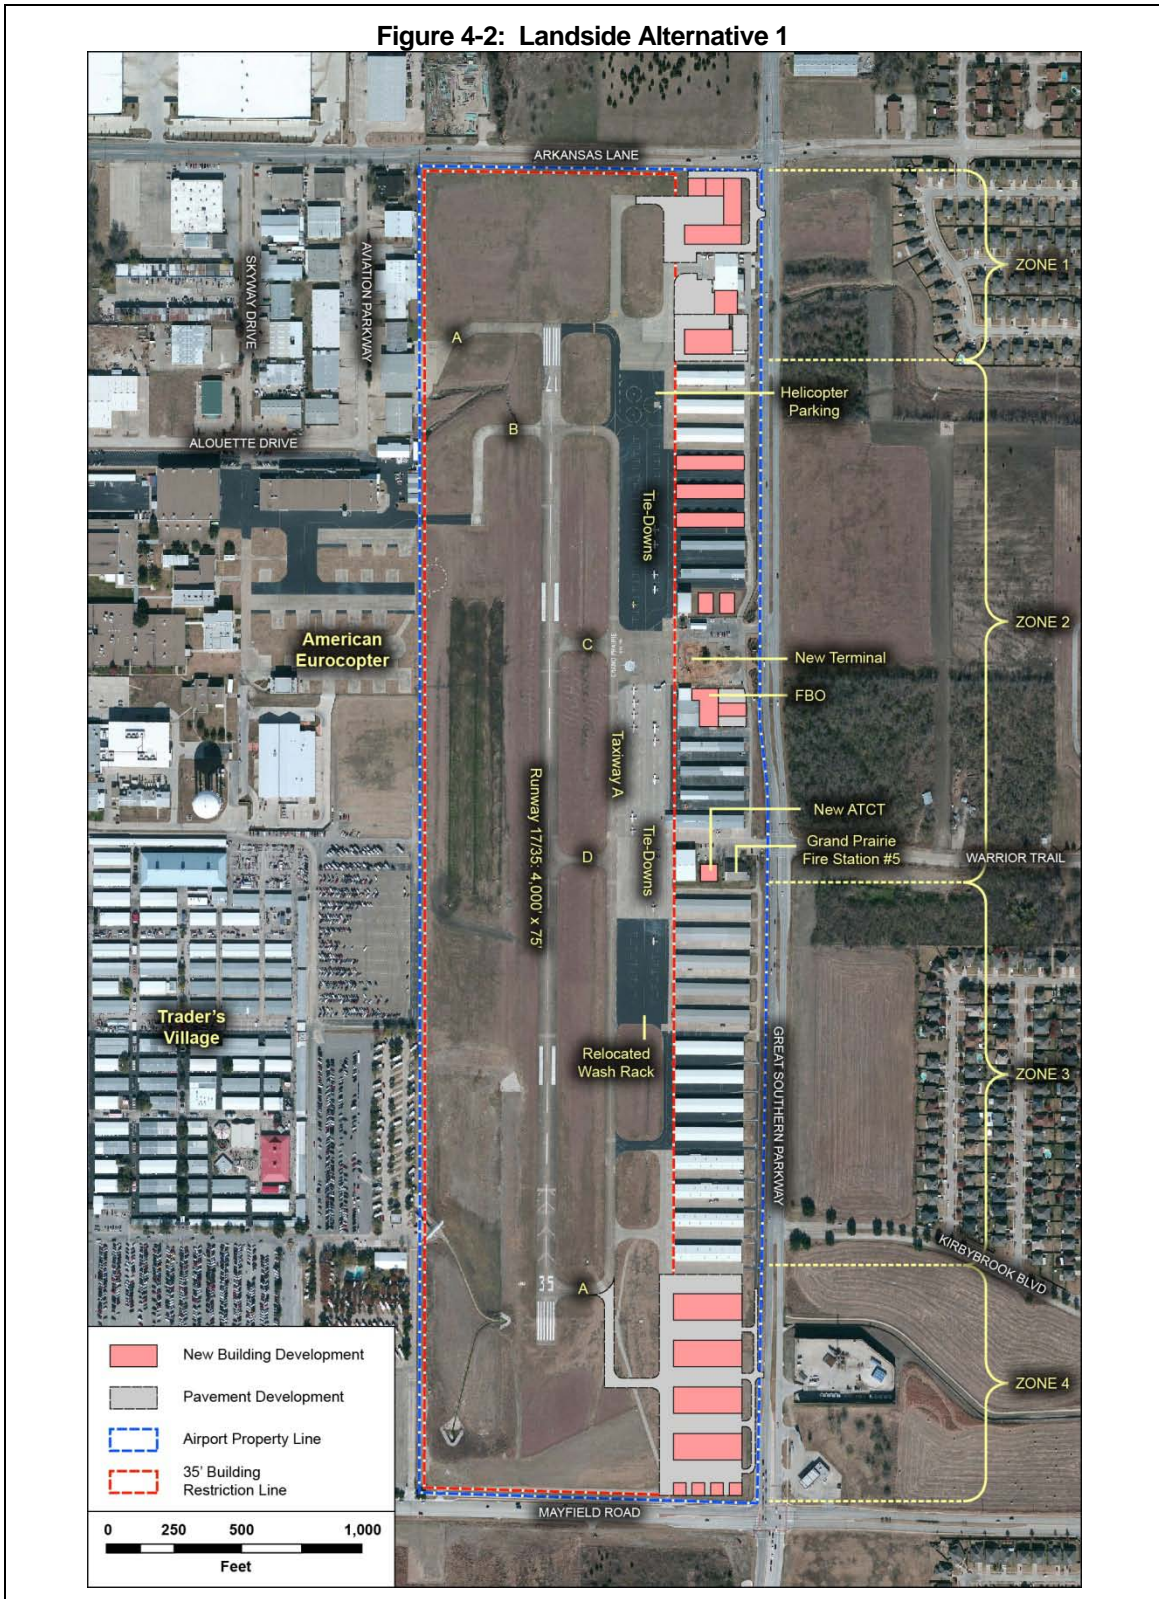 Figure 4-2: Landside Alternative 1
ARKANSAS LANE
SKYWAY DRIVE
AVIATION PARKWAY
ZONE 1
A
17
Helicopter
Parking
B
ALOUETTE DRIVE
Tie-Downs
American
Eurocopter
C
GRAND PRAIRIE
ZONE 2
New Terminal
FBO
Taxiway A
Runway 17/35: 4,000' x 75'
New ATCT
Grand Prairie
Fire Station #5
WARRIOR TRAIL
Tie-Downs
D
Trader's
Village
Relocated
Wash Rack
GREAT SOUTHERN PARKWAY
ZONE 3
KIRBYBROOK BLVD
35
A
ZONE 4
New Building Development
Pavement Development
Airport Property Line
35' Building
Restriction Line
0 250 500 1,000
Feet
MAYFIELD ROAD